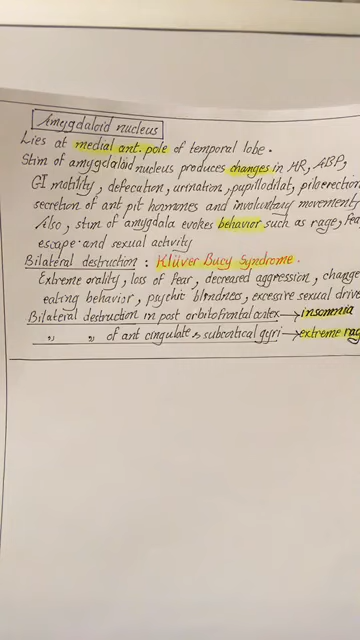 Amygdaloid nucleus
Lies at medial ant. pole of temporal lobe.
Stim of amygdaloid nucleus produces changes in HR, ABP,
GI motility, defecation, urination, pupillodilat, piloerection
secretion of ant pit hormones and involuntary movement
Also, stim of amygdala evokes behavior such as rage, fea
escape and sexual activity
Bilateral destruction : Klüver Bucy Syndrome.
Extreme orality, loss of fear, decreased aggression, change
eating behavior, psychic blindness, excessive sexual drive
Bilateral destruction in post orbitofrontal cortex → insomnia
" " of ant cingulate & subcortical gyri → extreme rag